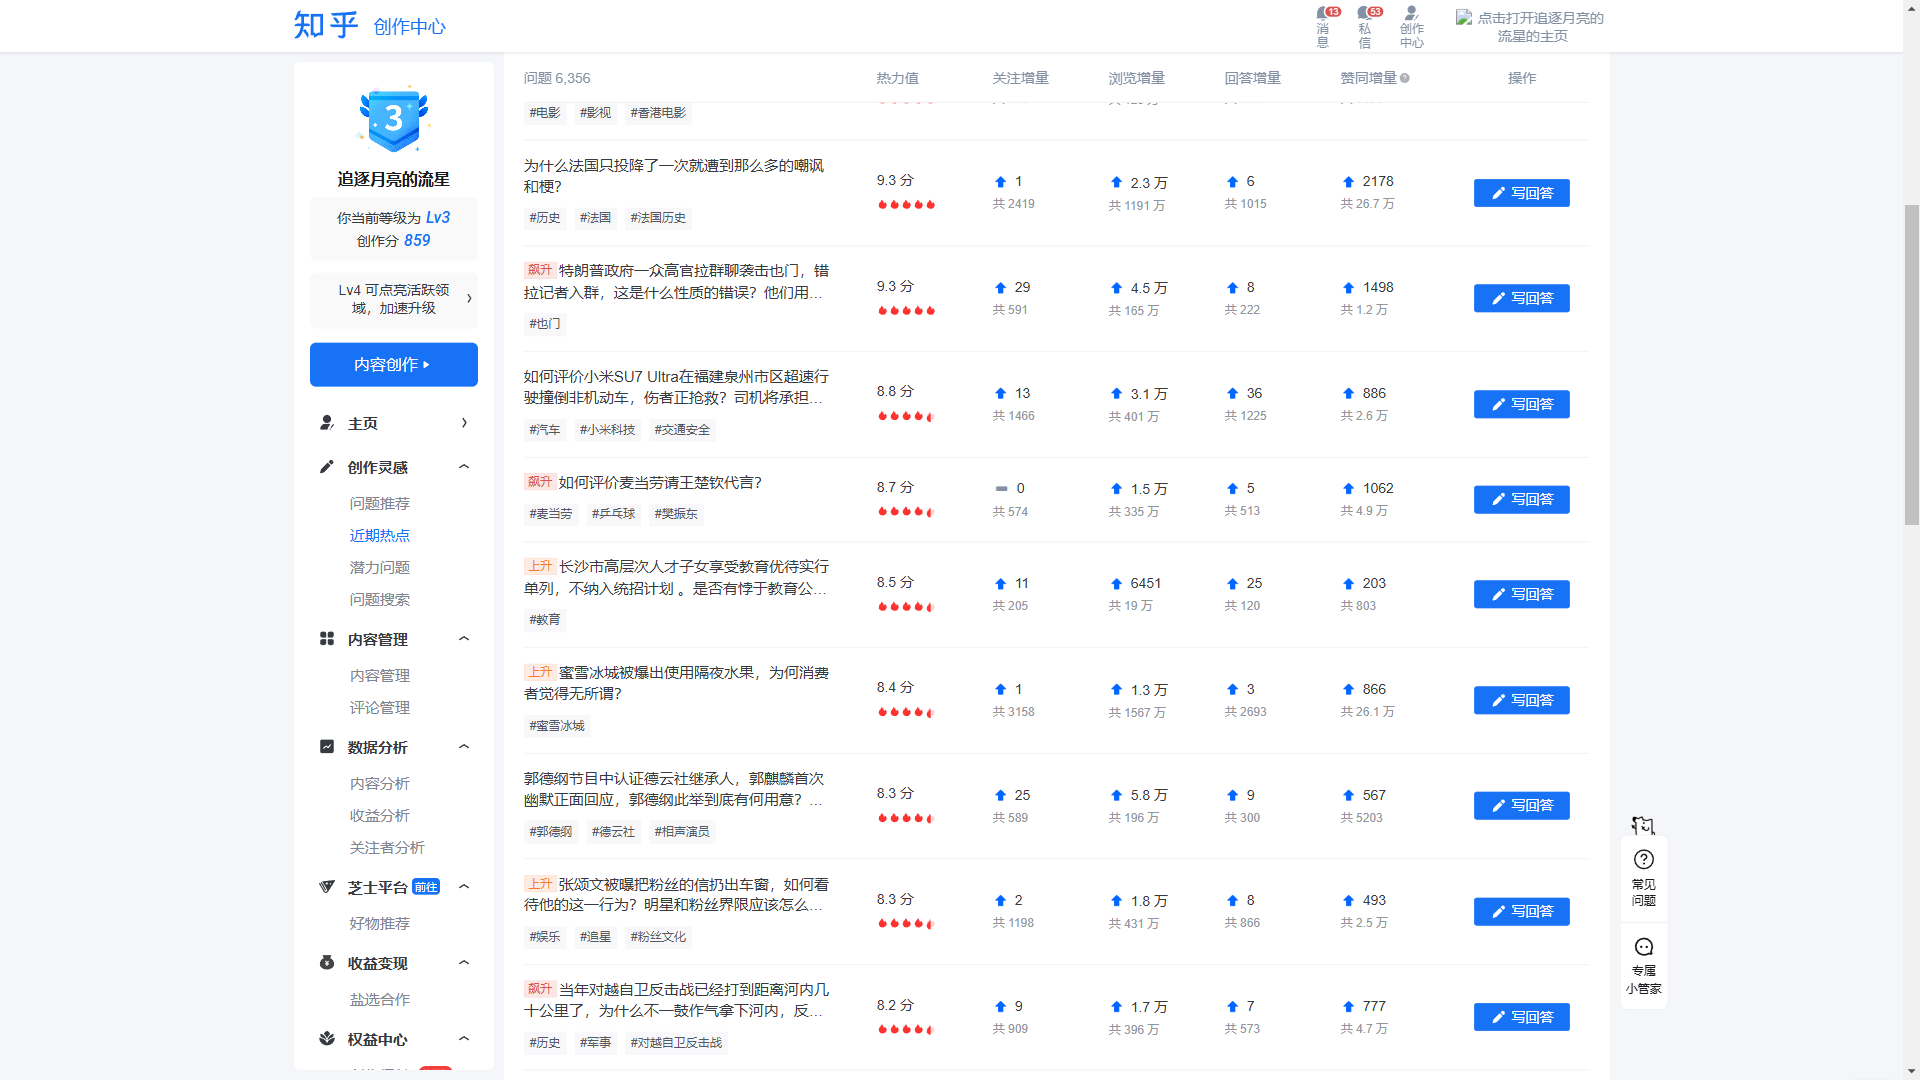 知乎 创作中心
13
消息
53
私信
创作中心
点击打开追逐月亮的流星的主页
3
追逐月亮的流星
你当前等级为 Lv3
创作分 859
Lv4 可点亮活跃领
域，加速升级
内容创作
主页
创作灵感
问题推荐
近期热点
潜力问题
问题搜索
内容管理
内容管理
评论管理
数据分析
内容分析
收益分析
关注者分析
芝士平台 前往
好物推荐
收益变现
盐选合作
权益中心
问题 6,356 热力值 关注增量 浏览增量 回答增量 赞同增量 操作
#电影 #影视 #香港电影
为什么法国只投降了一次就遭到那么多的嘲讽
和梗？
#历史 #法国 #法国历史
9.3 分 1 2.3 万 6 2178 写回答
共 2419 共 1191 万 共 1015 共 26.7 万
飙升 特朗普政府一众高官拉群聊袭击也门，错
拉记者入群，这是什么性质的错误？他们用…
#也门
9.3 分 29 4.5 万 8 1498 写回答
共 591 共 165 万 共 222 共 1.2 万
如何评价小米SU7 Ultra在福建泉州市区超速行
驶撞倒非机动车，伤者正抢救？司机将承担…
#汽车 #小米科技 #交通安全
8.8 分 13 3.1 万 36 886 写回答
共 1466 共 401 万 共 1225 共 2.6 万
飙升 如何评价麦当劳请王楚钦代言？
#麦当劳 #乒乓球 #樊振东
8.7 分 0 1.5 万 5 1062 写回答
共 574 共 335 万 共 513 共 4.9 万
上升 长沙市高层次人才子女享受教育优待实行
单列，不纳入统招计划 。是否有悖于教育公…
#教育
8.5 分 11 6451 25 203 写回答
共 205 共 19 万 共 120 共 803
上升 蜜雪冰城被爆出使用隔夜水果，为何消费
者觉得无所谓？
#蜜雪冰城
8.4 分 1 1.3 万 3 866 写回答
共 3158 共 1567 万 共 2693 共 26.1 万
郭德纲节目中认证德云社继承人，郭麒麟首次
幽默正面回应，郭德纲此举到底有何用意？…
#郭德纲 #德云社 #相声演员
8.3 分 25 5.8 万 9 567 写回答
共 589 共 196 万 共 300 共 5203
上升 张颂文被曝把粉丝的信扔出车窗，如何看
待他的这一行为？明星和粉丝界限应该怎么…
#娱乐 #追星 #粉丝文化
8.3 分 2 1.8 万 8 493 写回答
共 1198 共 431 万 共 866 共 2.5 万
飙升 当年对越自卫反击战已经打到距离河内几
十公里了，为什么不一鼓作气拿下河内，反…
#历史 #军事 #对越自卫反击战
8.2 分 9 1.7 万 7 777 写回答
共 909 共 396 万 共 573 共 4.7 万
常见
问题
专属
小管家